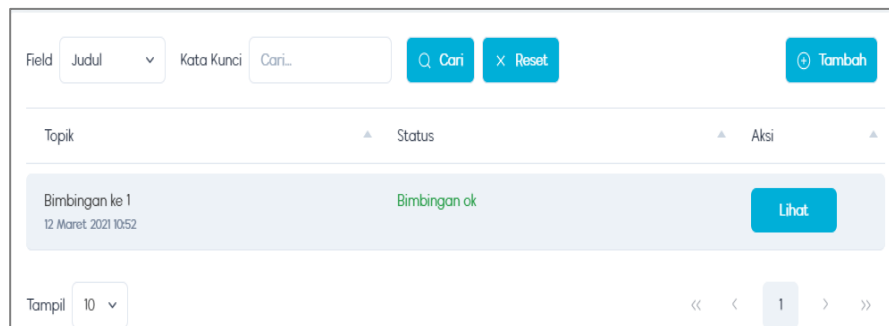 Field Judul Kata Kunci Cari... Cari Reset Tambah
Topik Status Aksi
Bimbingan ke 1 Bimbingan ok Lihat
12 Maret 2021 10:52
Tampil 10 << < 1 > >>